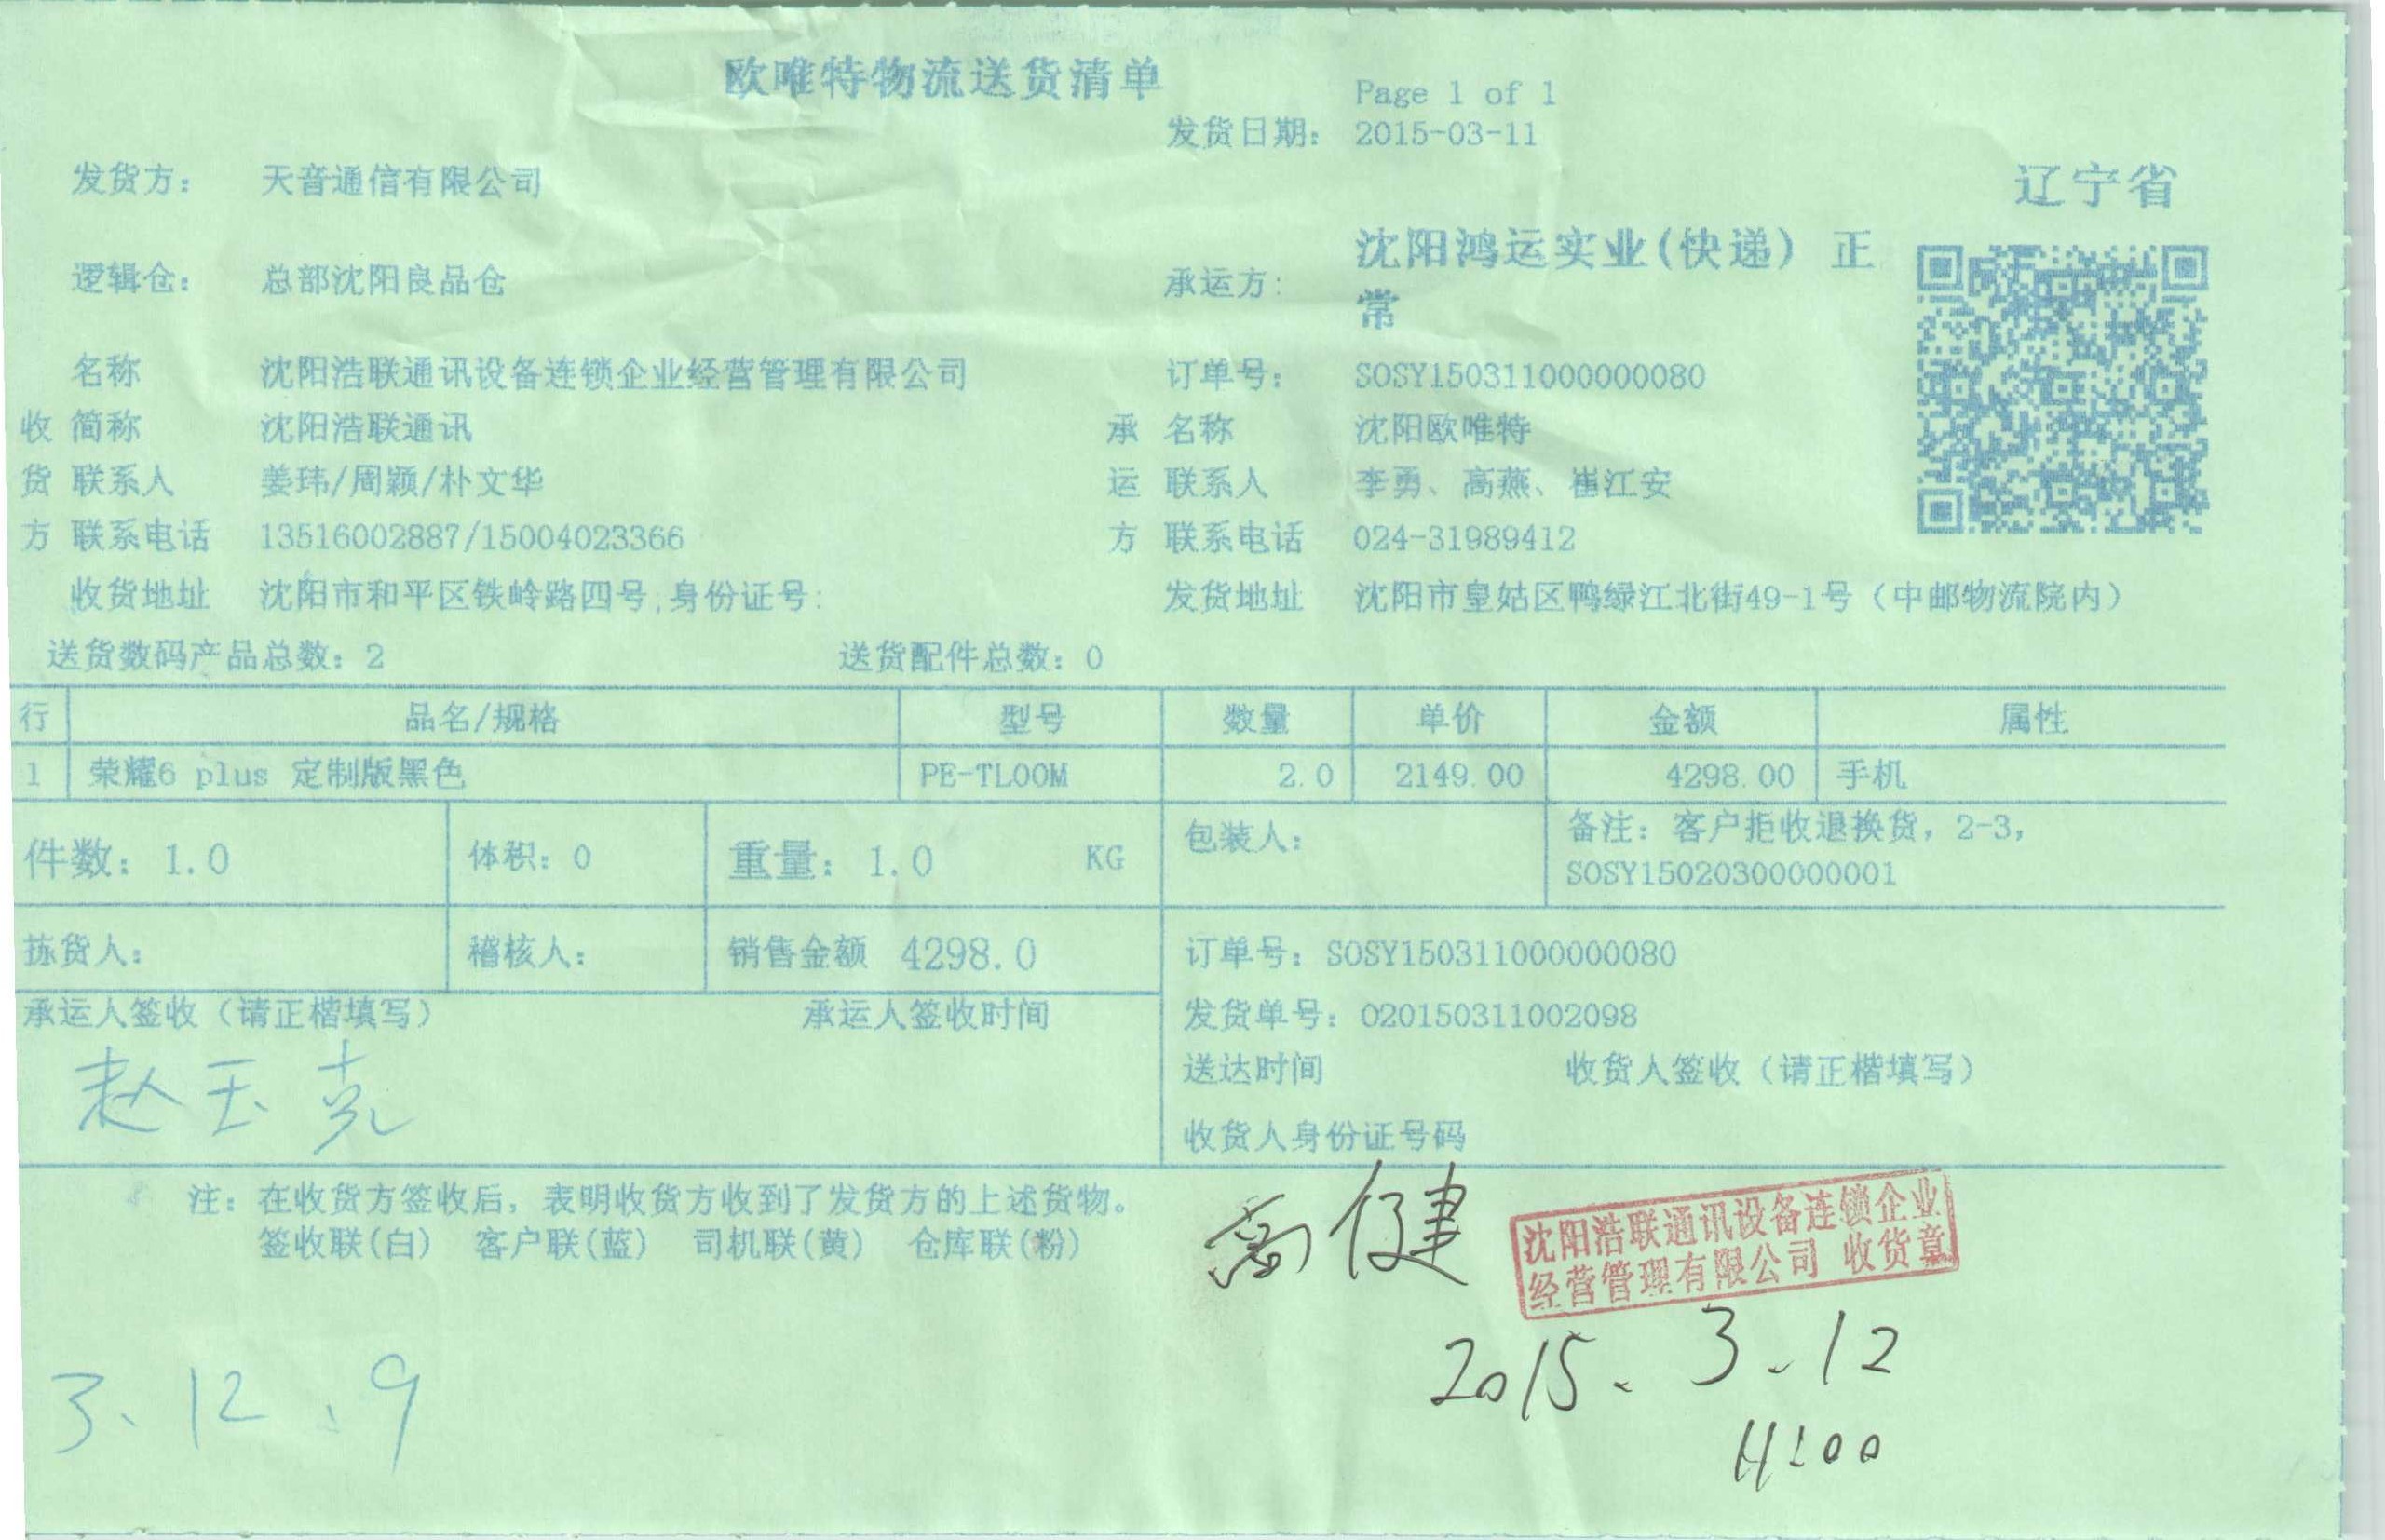 欧唯特物流送货清单
Page 1 of 1
发货日期: 2015-03-11
发货方: 天音通信有限公司
辽宁省
逻辑仓: 总部沈阳良品仓 承运方: 沈阳鸿运实业(快递) 正
常
名称 沈阳浩联通讯设备连锁企业经营管理有限公司 订单号: SOSY150311000000080
收 简称 沈阳浩联通讯 承 名称 沈阳欧唯特
货 联系人 姜玮/周颖/朴文华 运 联系人 李勇、高燕、崔江安
方 联系电话 13516002887/15004023366 方 联系电话 024-31989412
收货地址 沈阳市和平区铁岭路四号,身份证号: 发货地址 沈阳市皇姑区鸭绿江北街49-1号（中邮物流院内）
送货数码产品总数: 2 送货配件总数: 0
行 品名/规格 型号 数量 单价 金额 属性
1 荣耀6 plus 定制版黑色 PE-TL00M 2.0 2149.00 4298.00 手机
件数: 1.0 体积: 0 重量: 1.0 KG 包装人: 备注: 客户拒收退换货, 2-3,
SOSY15020300000001
拣货人: 稽核人: 销售金额 4298.0 订单号: SOSY150311000000080
承运人签收（请正楷填写） 承运人签收时间 发货单号: O20150311002098
送达时间 收货人签收（请正楷填写）
赵玉克
收货人身份证号码
注: 在收货方签收后, 表明收货方收到了发货方的上述货物。
签收联(白) 客户联(蓝) 司机联(黄) 仓库联(粉)
高健
沈阳浩联通讯设备连锁企业
经营管理有限公司 收货章
2015.3.12
11:00
3.12.9